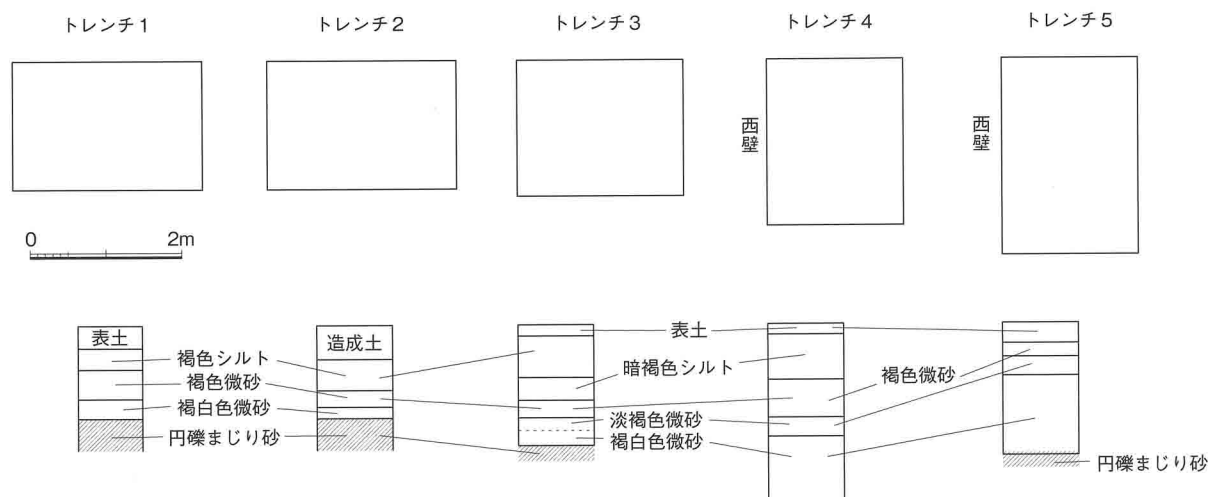 トレンチ1
トレンチ2
トレンチ3
トレンチ4
トレンチ5
西壁
西壁
0
2m
表土
褐色シルト
褐色微砂
褐白色微砂
円礫まじり砂
造成土
表土
暗褐色シルト
淡褐色微砂
褐白色微砂
褐色微砂
円礫まじり砂